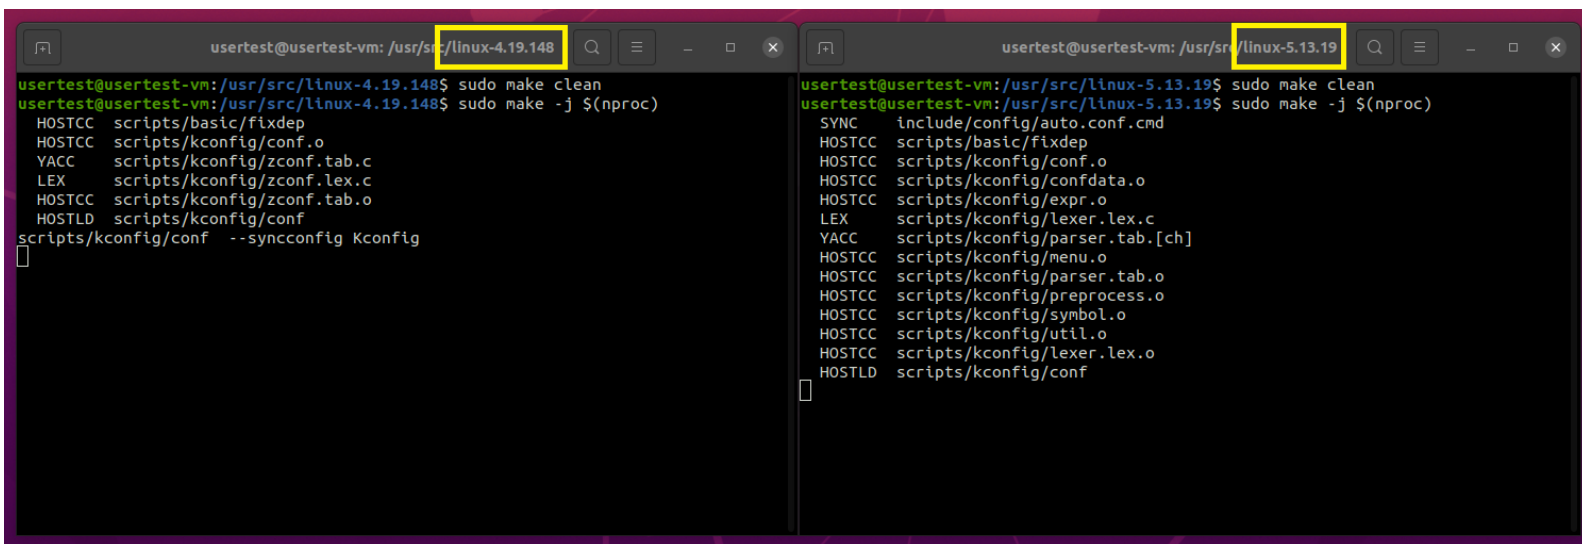 usertest@usertest-vm: /usr/src/linux-4.19.148
usertest@usertest-vm:/usr/src/linux-4.19.148$ sudo make clean
usertest@usertest-vm:/usr/src/linux-4.19.148$ sudo make -j $(nproc)
HOSTCC scripts/basic/fixdep
HOSTCC scripts/kconfig/conf.o
YACC scripts/kconfig/zconf.tab.c
LEX scripts/kconfig/zconf.lex.c
HOSTCC scripts/kconfig/zconf.tab.o
HOSTLD scripts/kconfig/conf
scripts/kconfig/conf --syncconfig Kconfig
usertest@usertest-vm: /usr/src/linux-5.13.19
usertest@usertest-vm:/usr/src/linux-5.13.19$ sudo make clean
usertest@usertest-vm:/usr/src/linux-5.13.19$ sudo make -j $(nproc)
SYNC include/config/auto.conf.cmd
HOSTCC scripts/basic/fixdep
HOSTCC scripts/kconfig/conf.o
HOSTCC scripts/kconfig/confdata.o
HOSTCC scripts/kconfig/expr.o
LEX scripts/kconfig/lexer.lex.c
YACC scripts/kconfig/parser.tab.[ch]
HOSTCC scripts/kconfig/menu.o
HOSTCC scripts/kconfig/parser.tab.o
HOSTCC scripts/kconfig/preprocess.o
HOSTCC scripts/kconfig/symbol.o
HOSTCC scripts/kconfig/util.o
HOSTCC scripts/kconfig/lexer.lex.o
HOSTLD scripts/kconfig/conf